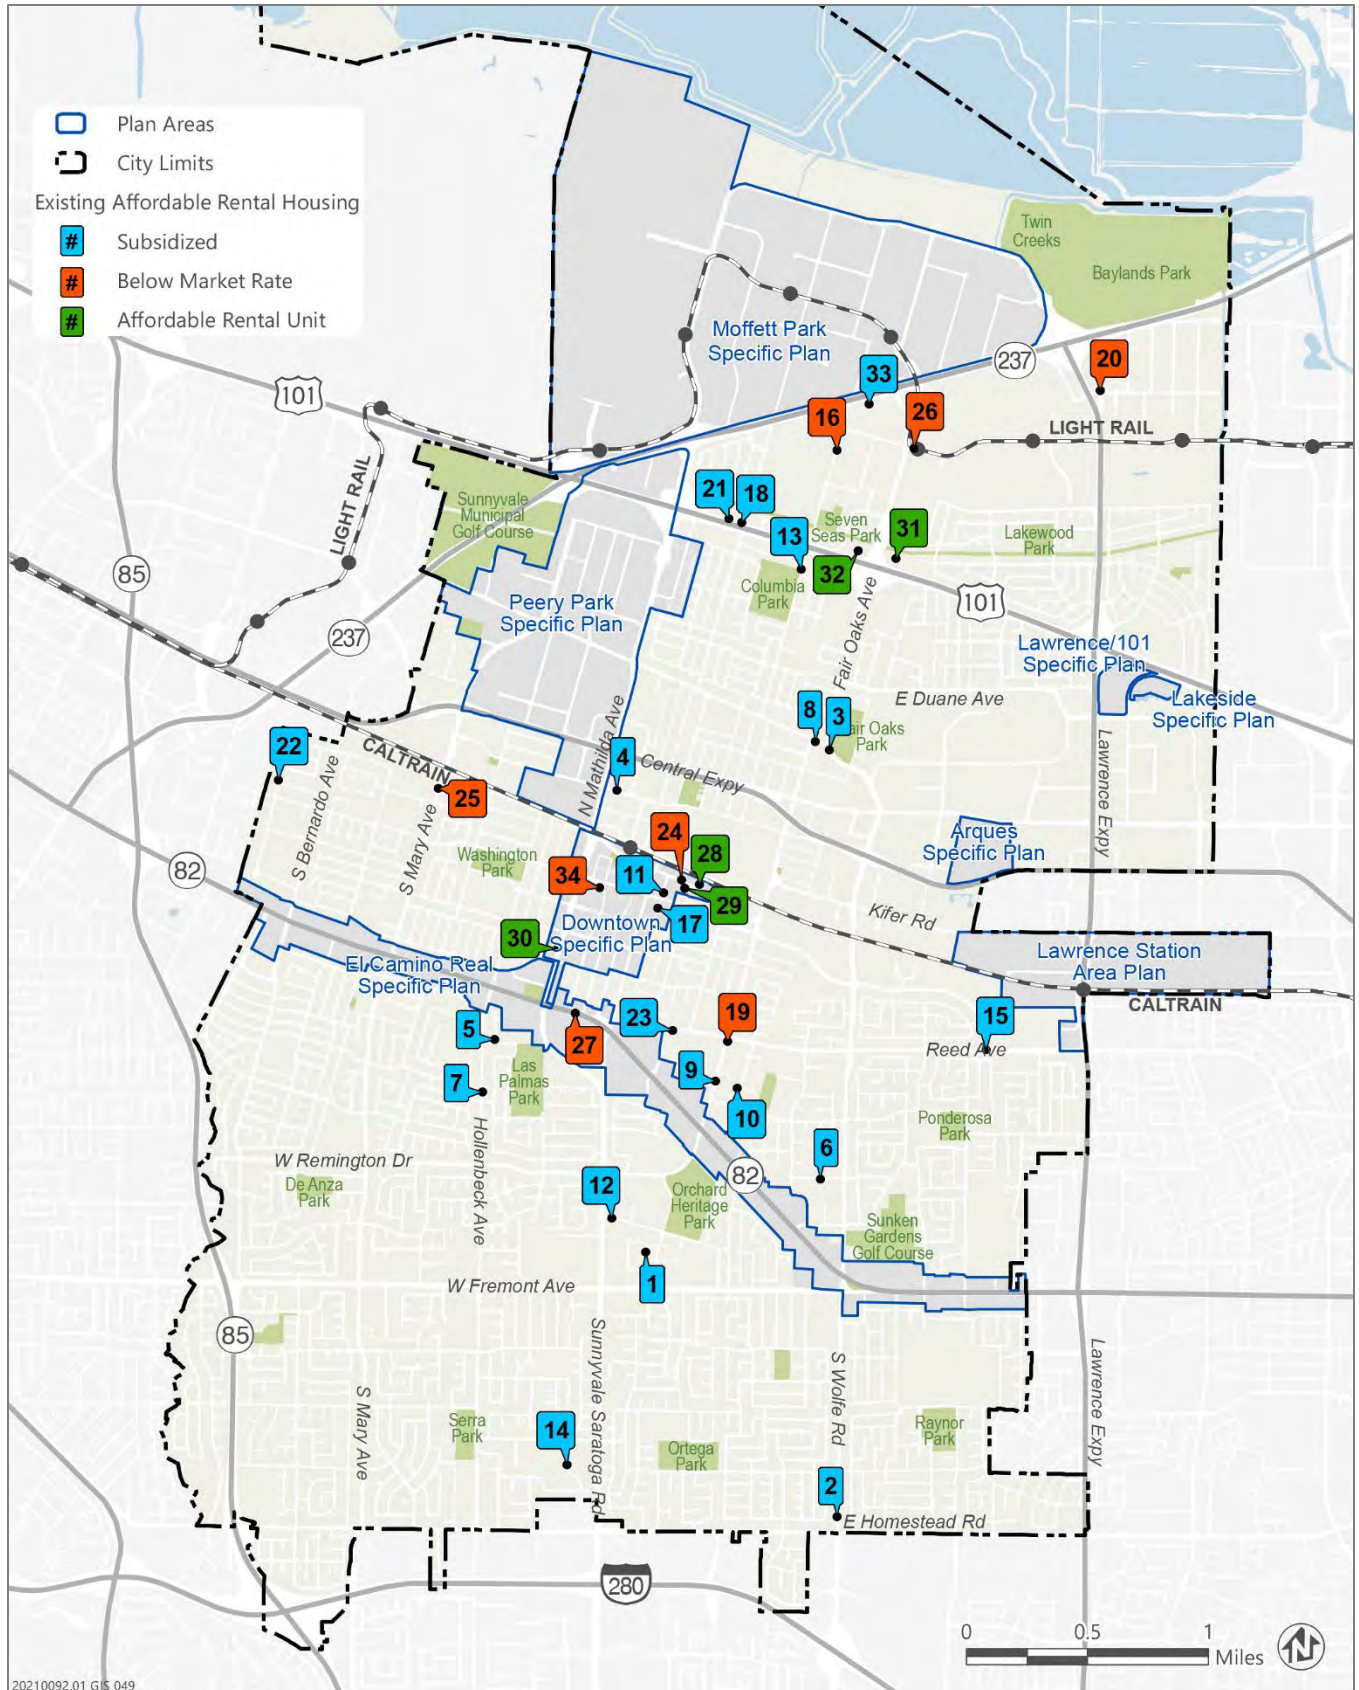 Plan Areas
City Limits
Existing Affordable Rental Housing
# Subsidized
# Below Market Rate
# Affordable Rental Unit
Twin
Creeks
Baylands Park
Moffett Park
Specific Plan
237
20
33
101
16
26
LIGHT RAIL
LIGHT RAIL
Sunnyvale
Municipal
Golf Course
21
18
Seven
Seas Park
13
31
Lakewood
Park
32
85
Columbia
Park
101
Peery Park
Specific Plan
237
Fair Oaks Ave
Lawrence/101
Specific Plan
E Duane Ave
Lakeside
Specific Plan
8
3
air Oaks
Park
22
CALTRAIN
N Mathilda Ave
4
Central Expy
Lawrence Expy
S Bernardo Ave
25
S Mary Ave
24
Arques
Specific Plan
82
Washington
Park
34
11
28
29
Kifer Rd
17
Downtown
Specific Plan
30
Lawrence Station
Area Plan
El Camino Real
Specific Plan
CALTRAIN
5
23
19
15
27
Reed Ave
Las
Palmas
Park
7
9
10
Hollenbeck Ave
Ponderosa
Park
6
W Remington Dr
De Anza
Park
82
12
Orchard
Heritage
Park
Sunken
Gardens
Golf Course
1
W Fremont Ave
85
Sunnyvale Saratoga Rd
S Wolfe Rd
Lawrence Expy
S Mary Ave
Serra
Park
14
Ortega
Park
Raynor
Park
2
E Homestead Rd
280
0 0.5 1
Miles
N
20210092.01 GIS 049